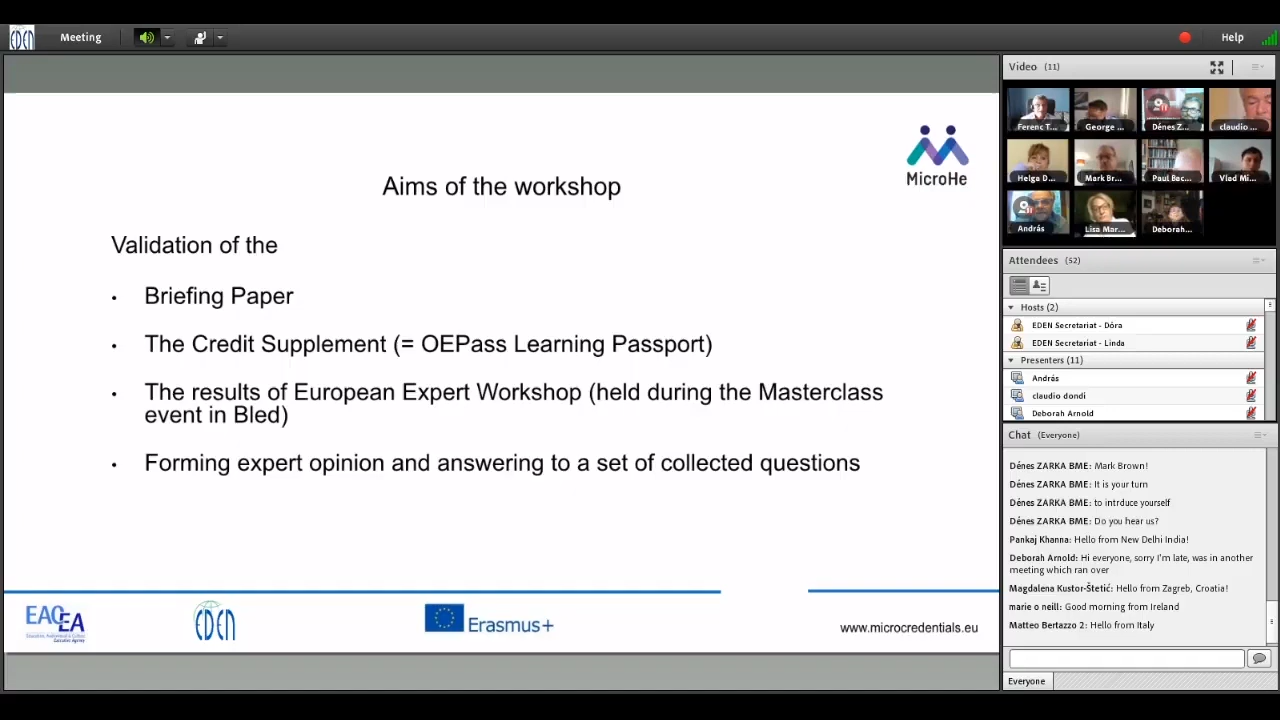 EDEN
Meeting
Help
Aims of the workshop
MicroHe
Validation of the
• Briefing Paper
• The Credit Supplement (= OEPass Learning Passport)
• The results of European Expert Workshop (held during the Masterclass
event in Bled)
• Forming expert opinion and answering to a set of collected questions
EACEA
EDEN
Erasmus+
www.microcredentials.eu
Video (11)
Ferenc T...
George ...
Dénes Z...
claudio ...
Helga D...
Mark Br...
Paul Bac...
Vlad Mi...
András
Lisa Mar...
Deborah...
Attendees (52)
Hosts (2)
EDEN Secretariat - Dóra
EDEN Secretariat - Linda
Presenters (11)
András
claudio dondi
Deborah Arnold
Chat (Everyone)
Dénes ZARKA BME: Mark Brown!
Dénes ZARKA BME: It is your turn
Dénes ZARKA BME: to intrduce yourself
Dénes ZARKA BME: Do you hear us?
Pankaj Khanna: Hello from New Delhi India!
Deborah Arnold: Hi everyone, sorry I'm late, was in another
meeting which ran over
Magdalena Kustor-Štetić: Hello from Zagreb, Croatia!
marie o neill: Good morning from Ireland
Matteo Bertazzo 2: Hello from Italy
Everyone